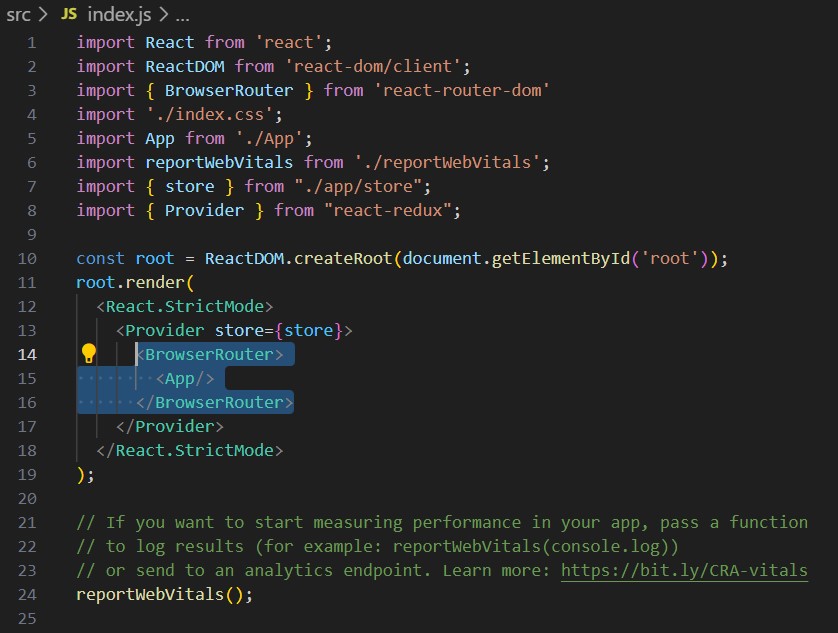 src > JS index.js > ...
1 import React from 'react';
2 import ReactDOM from 'react-dom/client';
3 import { BrowserRouter } from 'react-router-dom'
4 import './index.css';
5 import App from './App';
6 import reportWebVitals from './reportWebVitals';
7 import { store } from "./app/store";
8 import { Provider } from "react-redux";
9
10 const root = ReactDOM.createRoot(document.getElementById('root'));
11 root.render(
12   <React.StrictMode>
13     <Provider store={store}>
14       <BrowserRouter>
15         <App/>
16       </BrowserRouter>
17     </Provider>
18   </React.StrictMode>
19 );
20
21 // If you want to start measuring performance in your app, pass a function
22 // to log results (for example: reportWebVitals(console.log))
23 // or send to an analytics endpoint. Learn more: https://bit.ly/CRA-vitals
24 reportWebVitals();
25